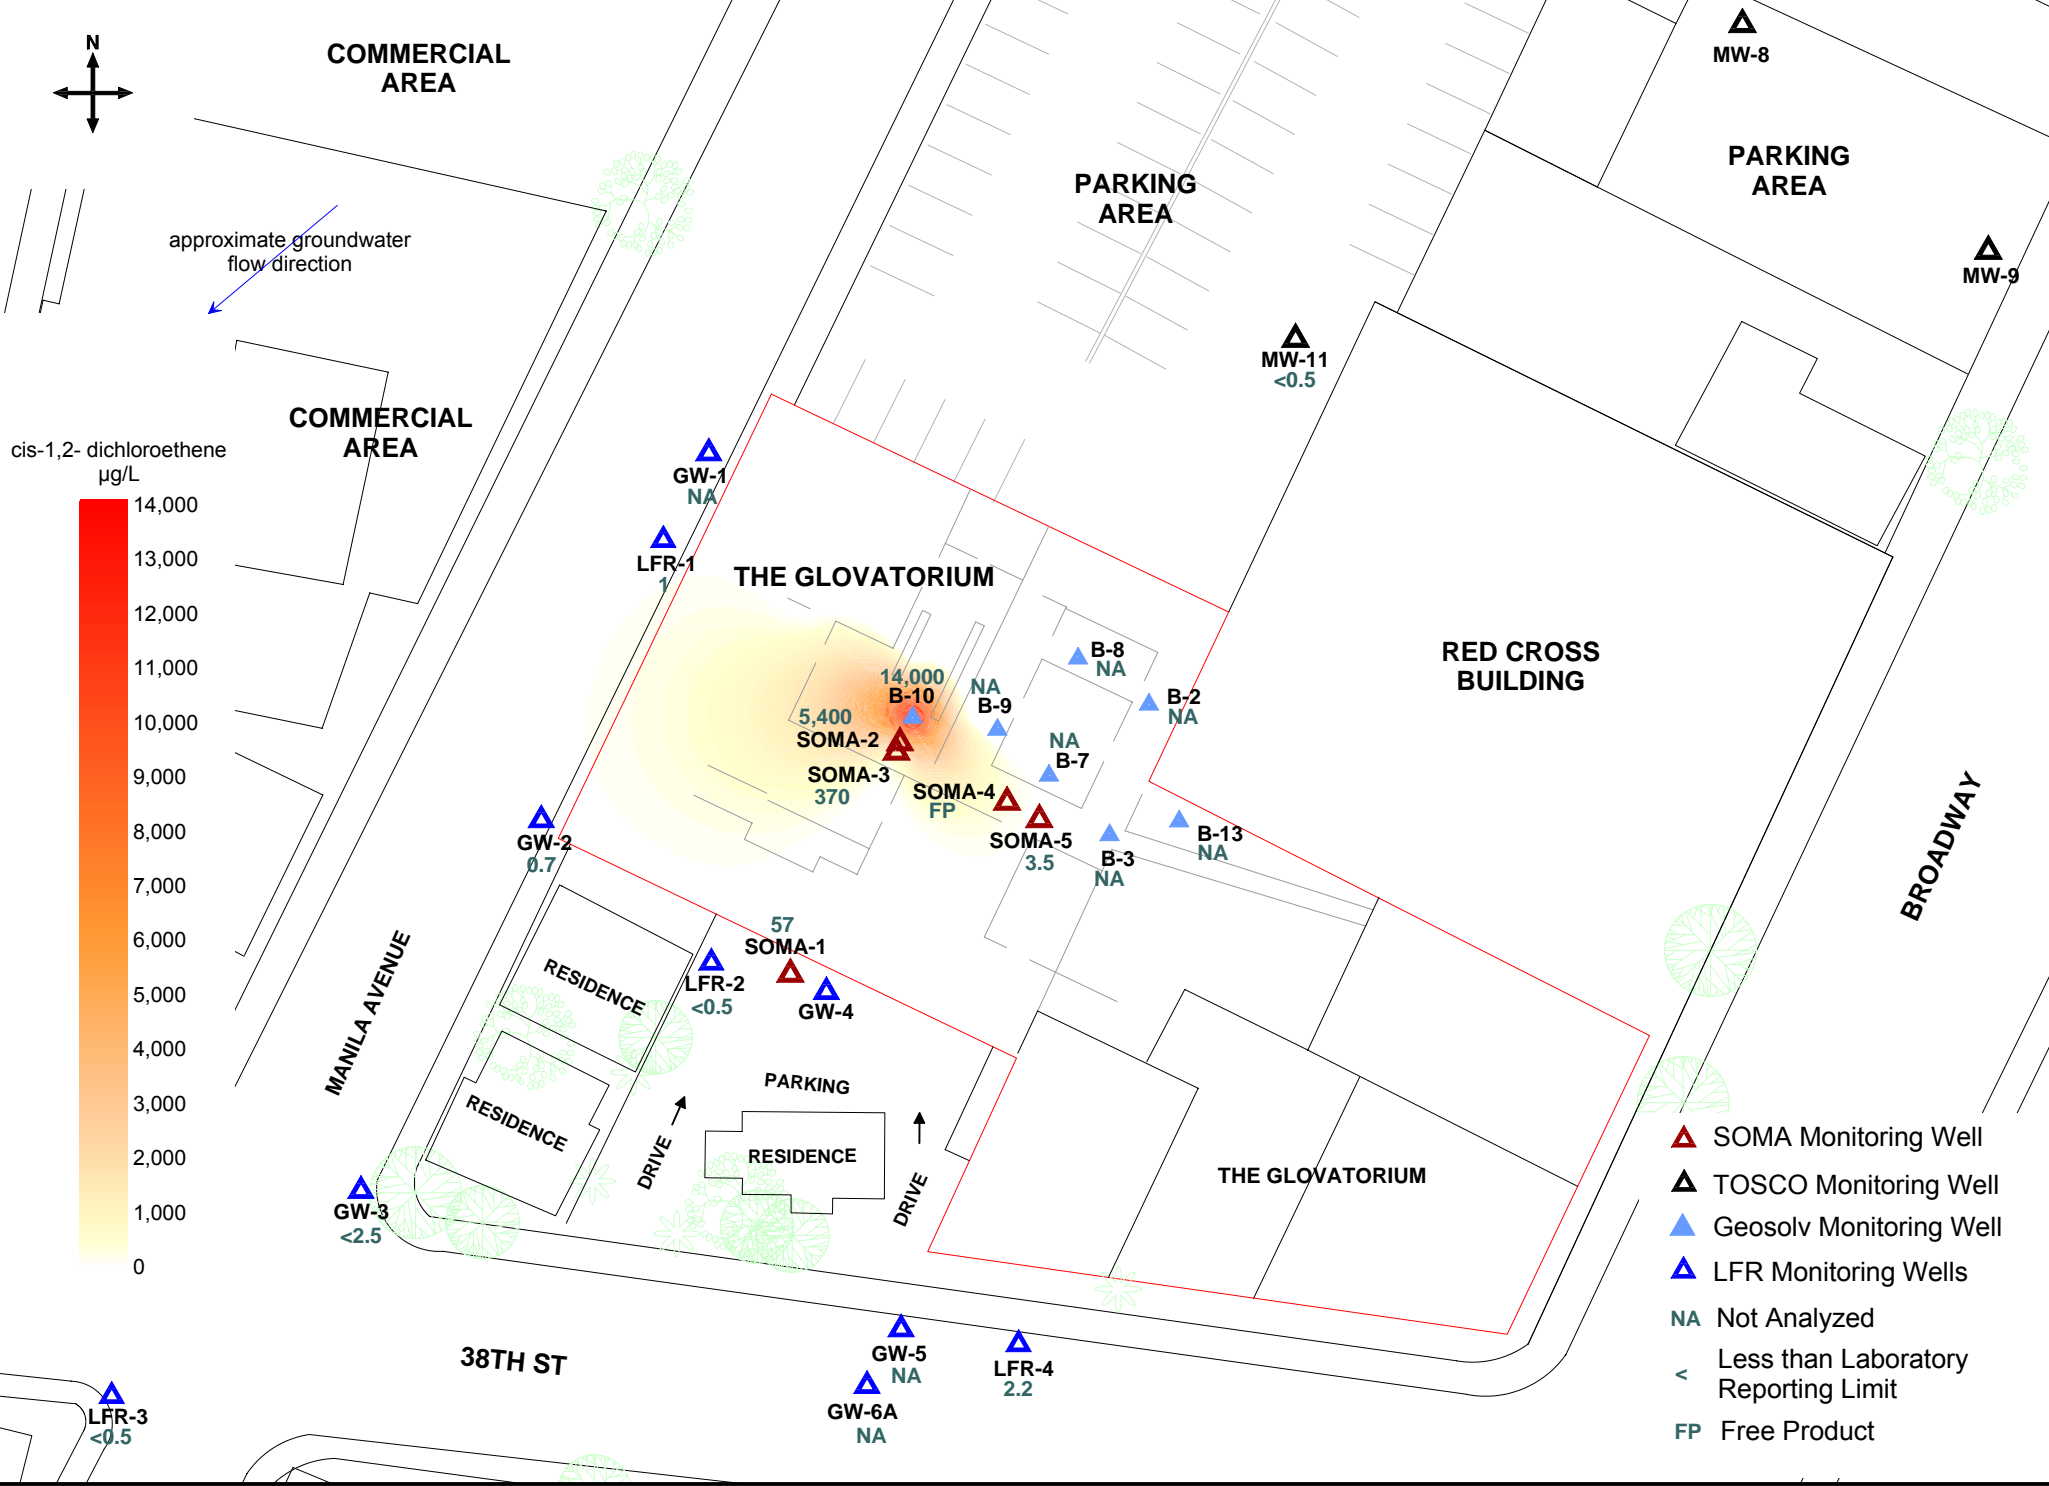 N
COMMERCIAL
AREA
MW-8
PARKING
AREA
PARKING
AREA
approximate groundwater
flow direction
MW-9
MW-11
<0.5
COMMERCIAL
AREA
cis-1,2- dichloroethene
µg/L
14,000
13,000
12,000
11,000
10,000
9,000
8,000
7,000
6,000
5,000
4,000
3,000
2,000
1,000
0
GW-1
NA
LFR-1
1
THE GLOVATORIUM
RED CROSS
BUILDING
B-8
NA
14,000
B-10
NA
B-9
B-2
NA
5,400
SOMA-2
NA
B-7
SOMA-3
370
SOMA-4
FP
SOMA-5
3.5
B-3
NA
B-13
NA
GW-2
0.7
BROADWAY
57
SOMA-1
LFR-2
<0.5
GW-4
RESIDENCE
MANILA AVENUE
RESIDENCE
PARKING
DRIVE
RESIDENCE
DRIVE
THE GLOVATORIUM
GW-3
<2.5
SOMA Monitoring Well
TOSCO Monitoring Well
Geosolv Monitoring Well
LFR Monitoring Wells
NA Not Analyzed
< Less than Laboratory
Reporting Limit
FP Free Product
38TH ST
GW-5
NA
LFR-4
2.2
GW-6A
NA
LFR-3
<0.5